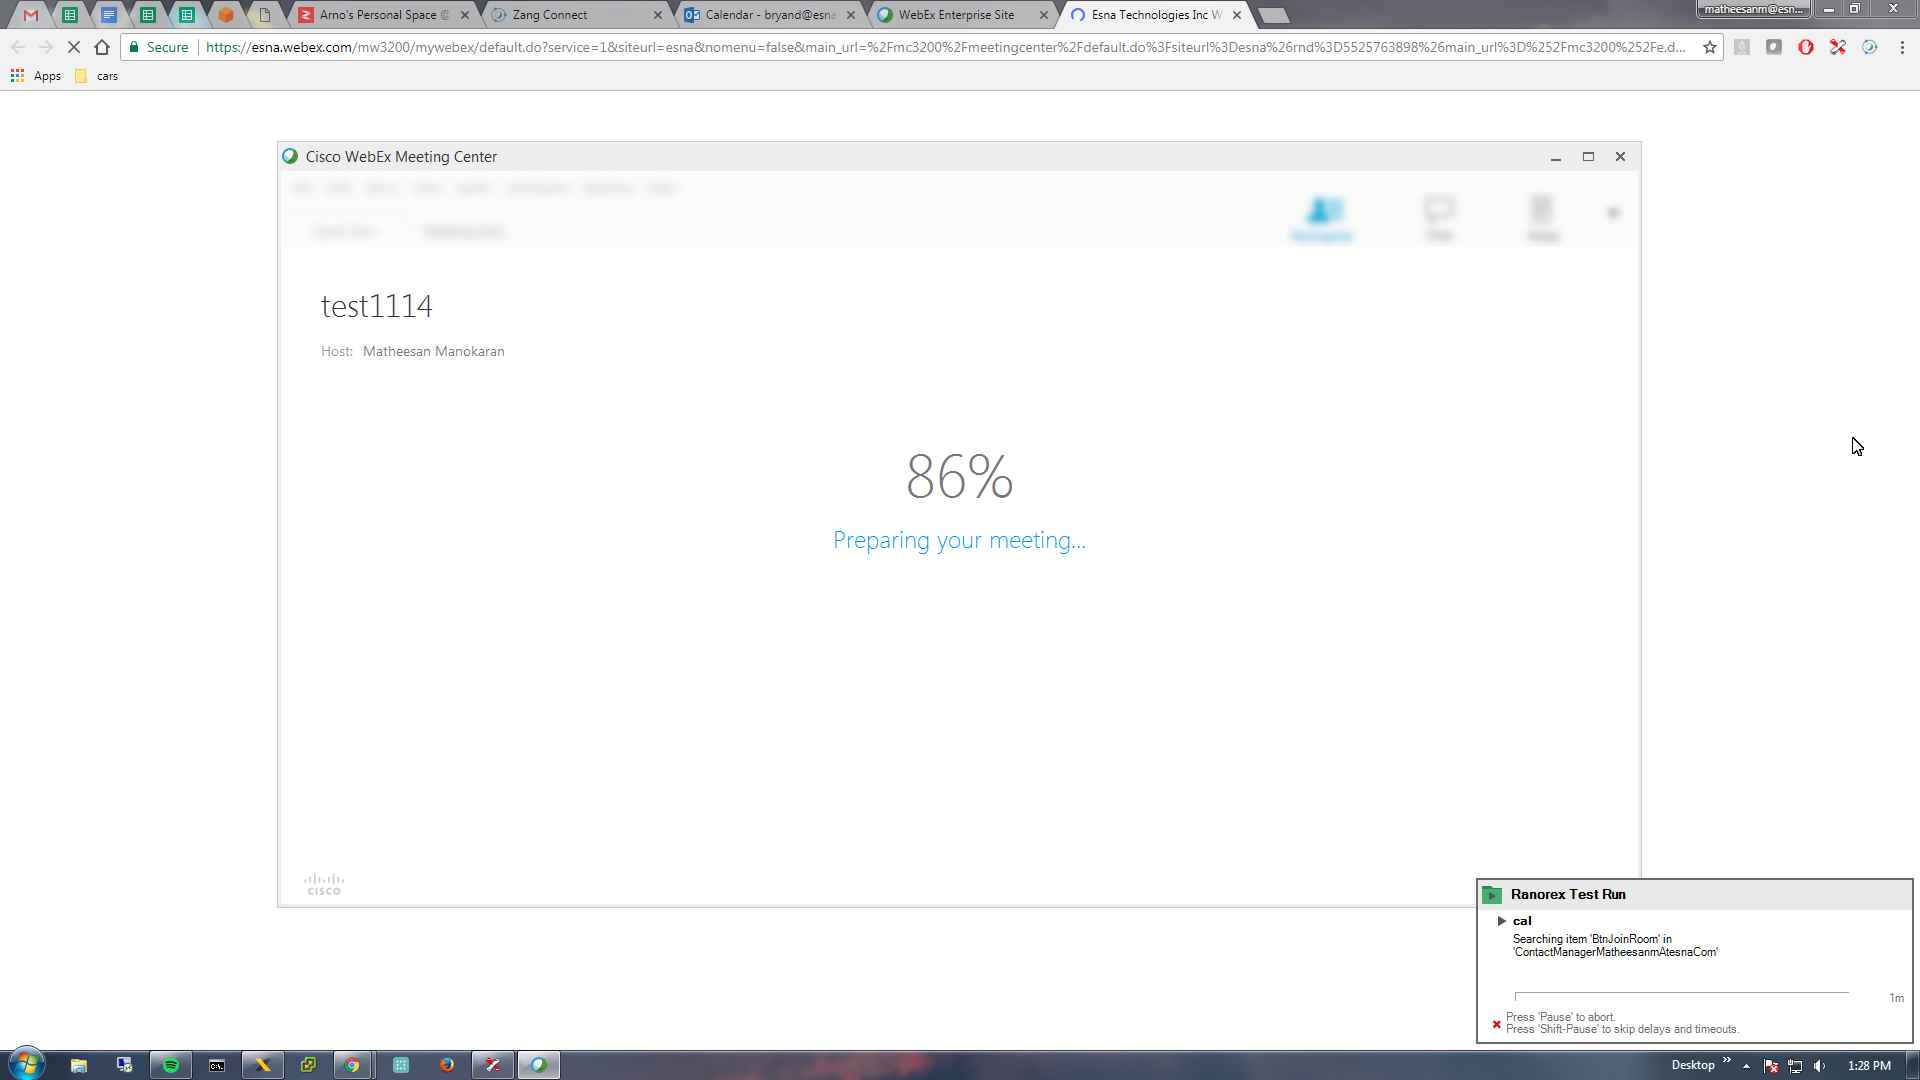 Arno's Personal Space @
Zang Connect
Calendar - bryand@esna
WebEx Enterprise Site
Esna Technologies Inc W
matheesanm@esn...
Secure
https://esna.webex.com/mw3200/mywebex/default.do?service=1&siteurl=esna&nomenu=false&main_url=%2Fmc3200%2Fmeetingcenter%2Fdefault.do%3Fsiteurl%3Desna%26rnd%3D5525763898%26main_url%3D%252Fmc3200%252Fe.d...
Apps
cars
Cisco WebEx Meeting Center
test1114
Host: Matheesan Manokaran
86%
Preparing your meeting...
CISCO
Ranorex Test Run
cal
Searching item 'BtnJoinRoom' in
'ContactManagerMatheesanmAtesnaCom'
1m
Press 'Pause' to abort.
Press 'Shift-Pause' to skip delays and timeouts.
Desktop
1:28 PM